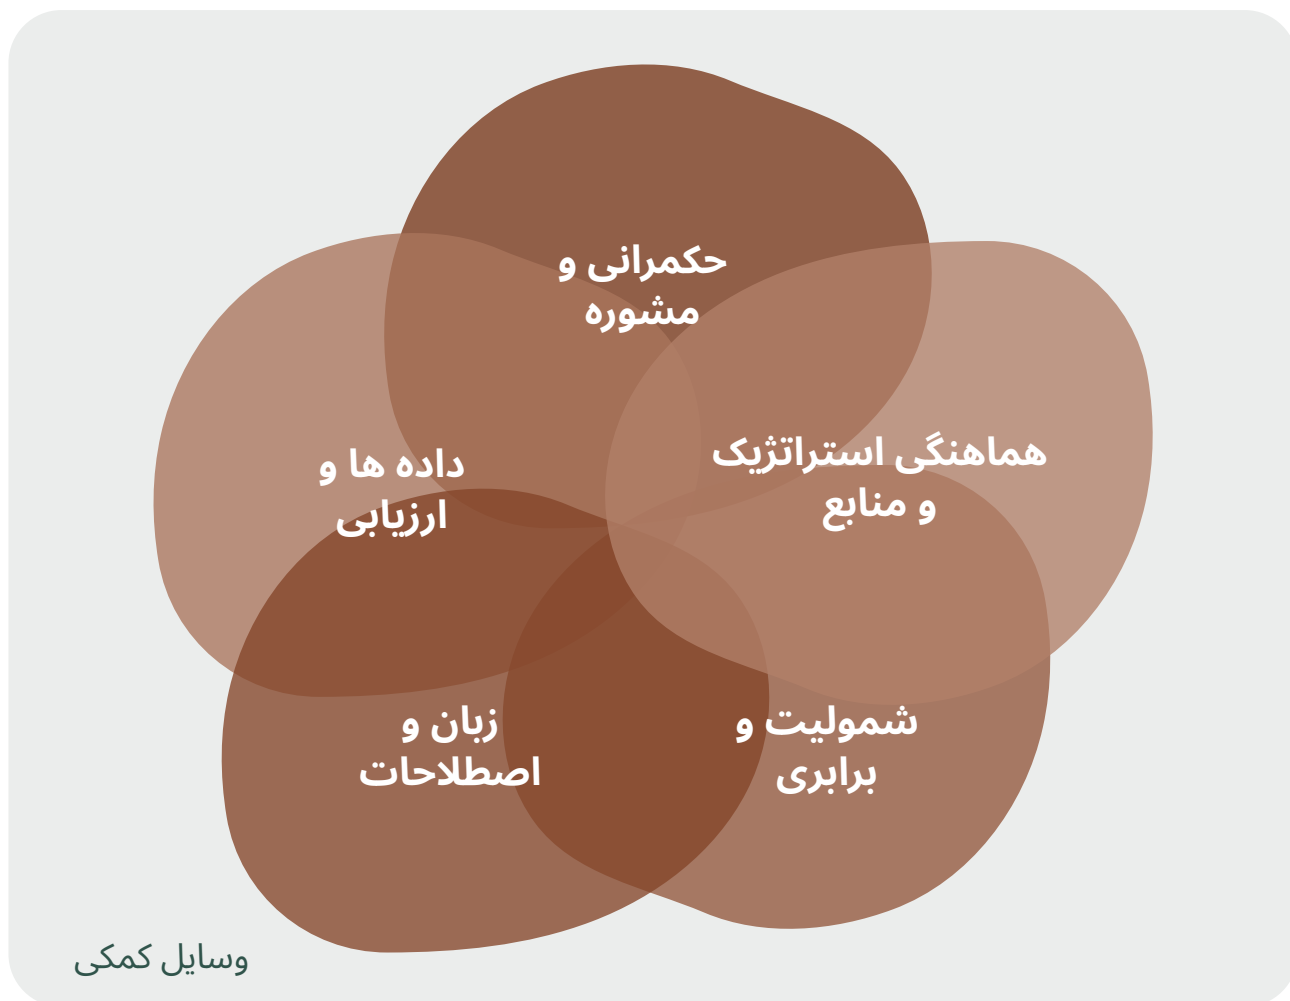 حکمرانی و
مشوره
هماهنگی استراتژیک
و منابع
داده ها و
ارزیابی
شمولیت و
برابری
زبان و
اصطلاحات
وسایل کمکی